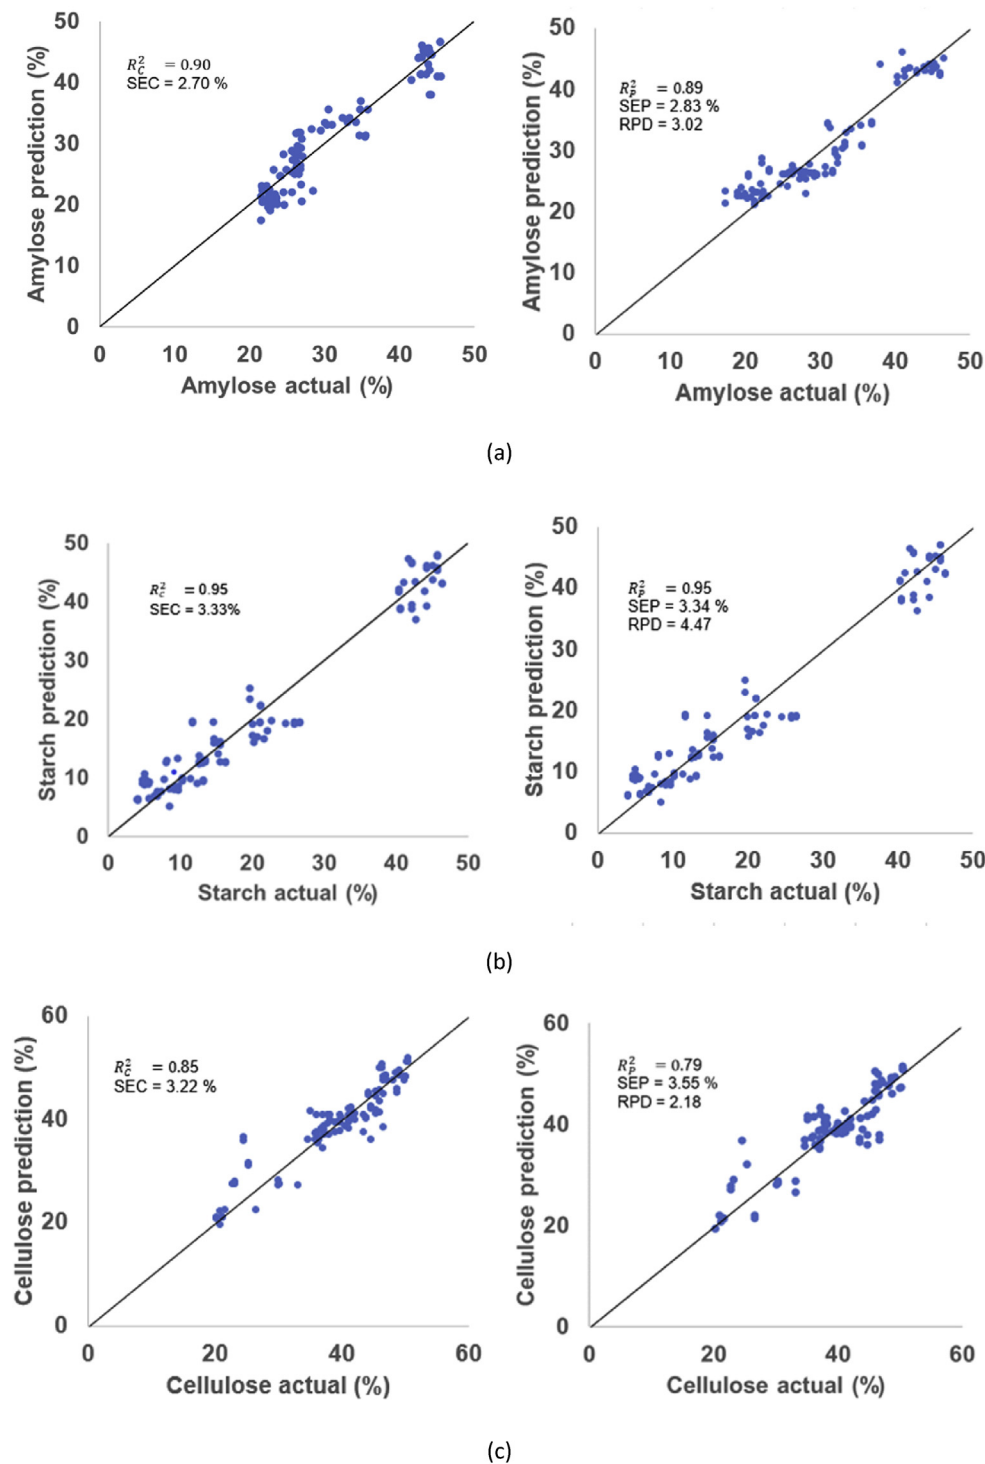 50
40
30
20
10
0
Amylose prediction (%)
R²c = 0.90
SEC = 2.70 %
0 10 20 30 40 50
Amylose actual (%)
50
40
30
20
10
0
Amylose prediction (%)
R²P = 0.89
SEP = 2.83 %
RPD = 3.02
0 10 20 30 40 50
Amylose actual (%)
(a)
50
40
30
20
10
0
Starch prediction (%)
R²c = 0.95
SEC = 3.33%
0 10 20 30 40 50
Starch actual (%)
50
40
30
20
10
0
Starch prediction (%)
R²P = 0.95
SEP = 3.34 %
RPD = 4.47
0 10 20 30 40 50
Starch actual (%)
(b)
60
40
20
0
Cellulose prediction (%)
R²c = 0.85
SEC = 3.22 %
0 20 40 60
Cellulose actual (%)
60
40
20
0
Cellulose prediction (%)
R²P = 0.79
SEP = 3.55 %
RPD = 2.18
0 20 40 60
Cellulose actual (%)
(c)